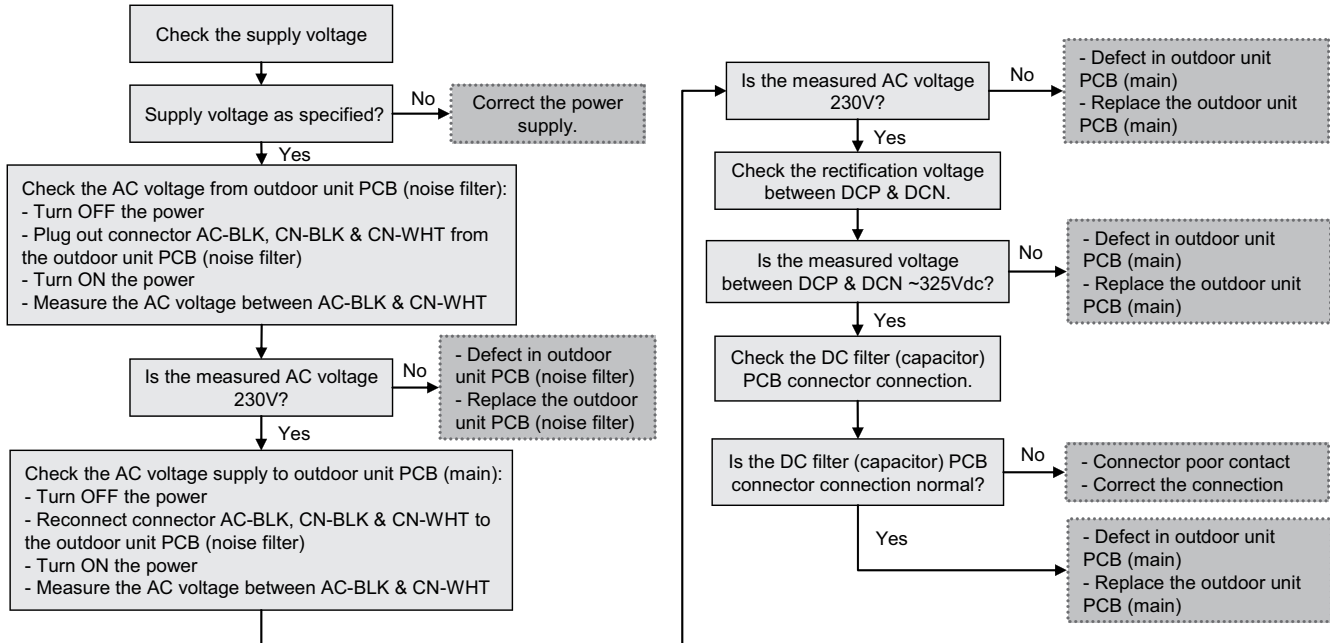 Check the supply voltage
Supply voltage as specified?
No
Correct the power
supply.
Yes
Check the AC voltage from outdoor unit PCB (noise filter):
- Turn OFF the power
- Plug out connector AC-BLK, CN-BLK & CN-WHT from
the outdoor unit PCB (noise filter)
- Turn ON the power
- Measure the AC voltage between AC-BLK & CN-WHT
Is the measured AC voltage
230V?
No
- Defect in outdoor
unit PCB (noise filter)
- Replace the outdoor
unit PCB (noise filter)
Yes
Check the AC voltage supply to outdoor unit PCB (main):
- Turn OFF the power
- Reconnect connector AC-BLK, CN-BLK & CN-WHT to
the outdoor unit PCB (noise filter)
- Turn ON the power
- Measure the AC voltage between AC-BLK & CN-WHT
Is the measured AC voltage
230V?
No
- Defect in outdoor unit
PCB (main)
- Replace the outdoor unit
PCB (main)
Yes
Check the rectification voltage
between DCP & DCN.
Is the measured voltage
between DCP & DCN ~325Vdc?
No
- Defect in outdoor unit
PCB (main)
- Replace the outdoor unit
PCB (main)
Yes
Check the DC filter (capacitor)
PCB connector connection.
Is the DC filter (capacitor) PCB
connector connection normal?
No
- Connector poor contact
- Correct the connection
Yes
- Defect in outdoor unit
PCB (main)
- Replace the outdoor unit
PCB (main)